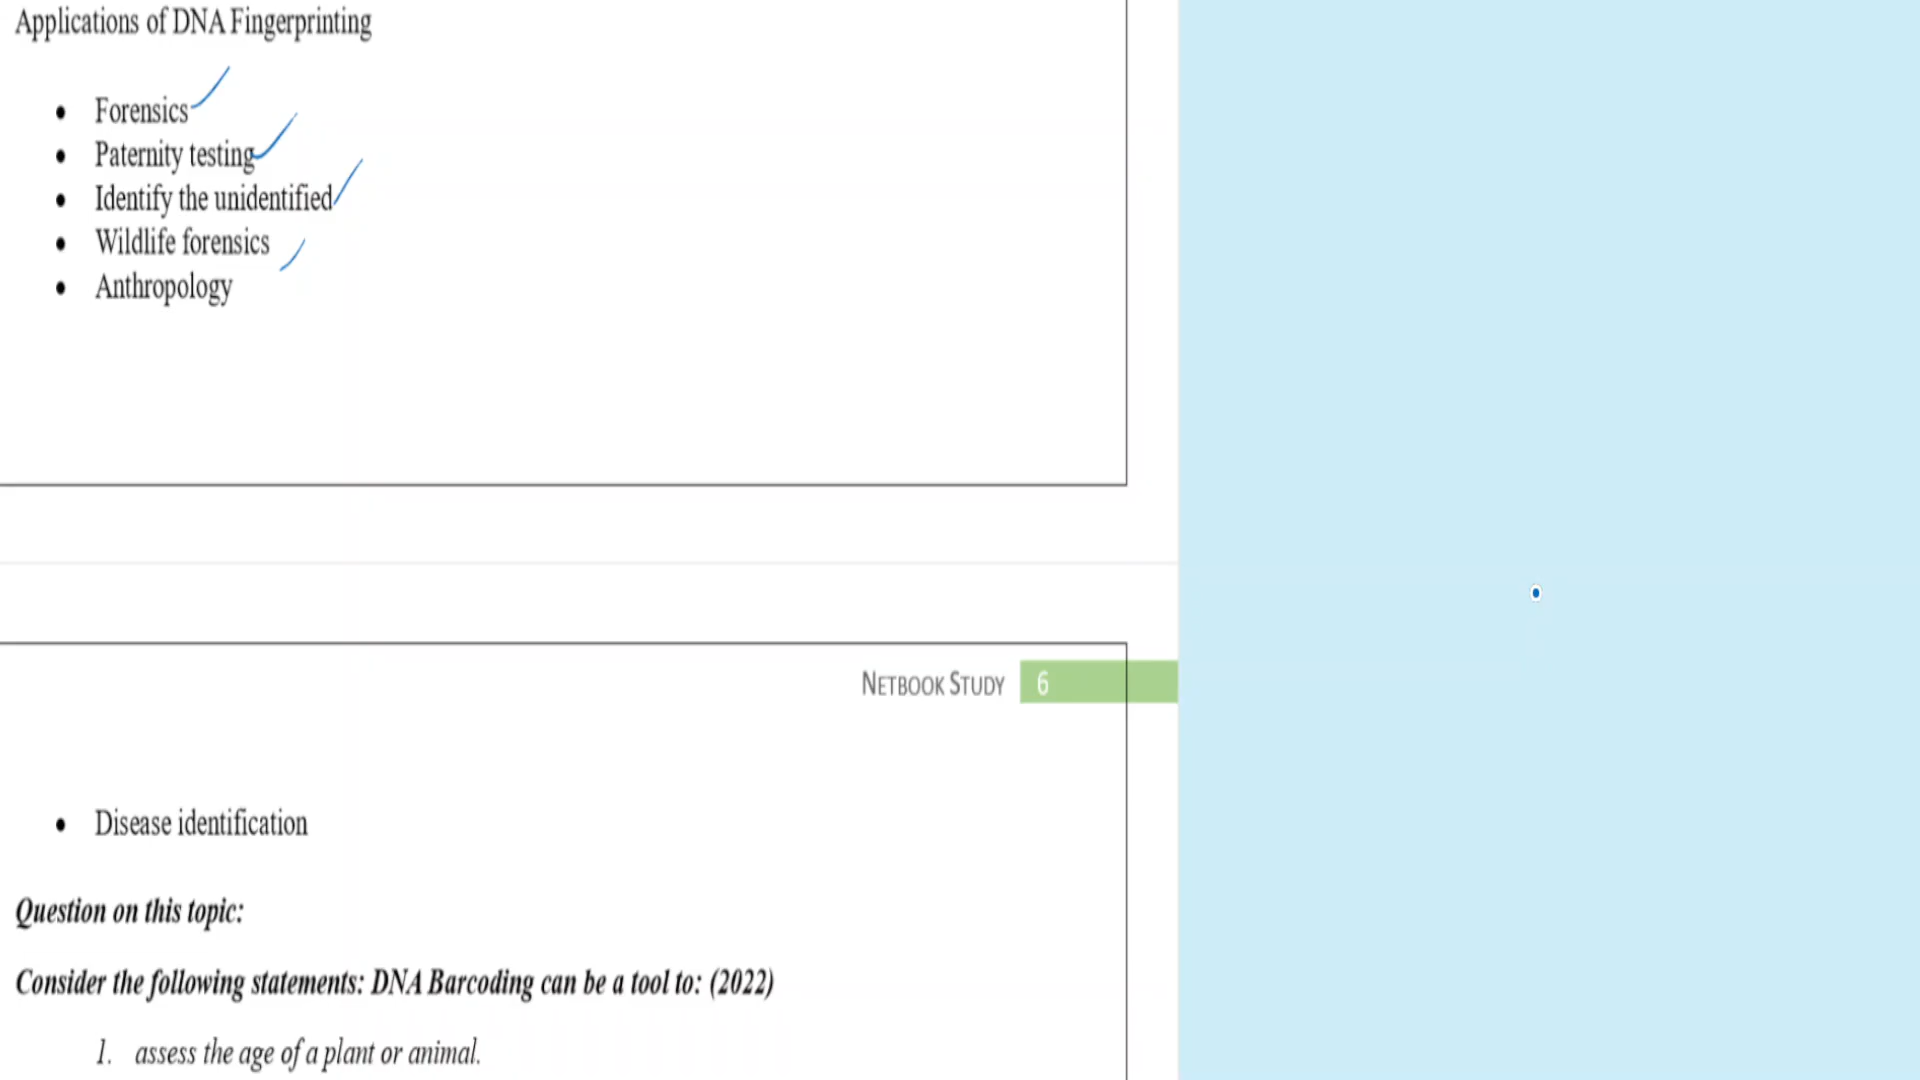 Applications of DNA Fingerprinting
• Forensics
• Paternity testing
• Identify the unidentified
• Wildlife forensics
• Anthropology
NETBOOK STUDY 6
• Disease identification
Question on this topic:
Consider the following statements: DNA Barcoding can be a tool to: (2022)
1. assess the age of a plant or animal.